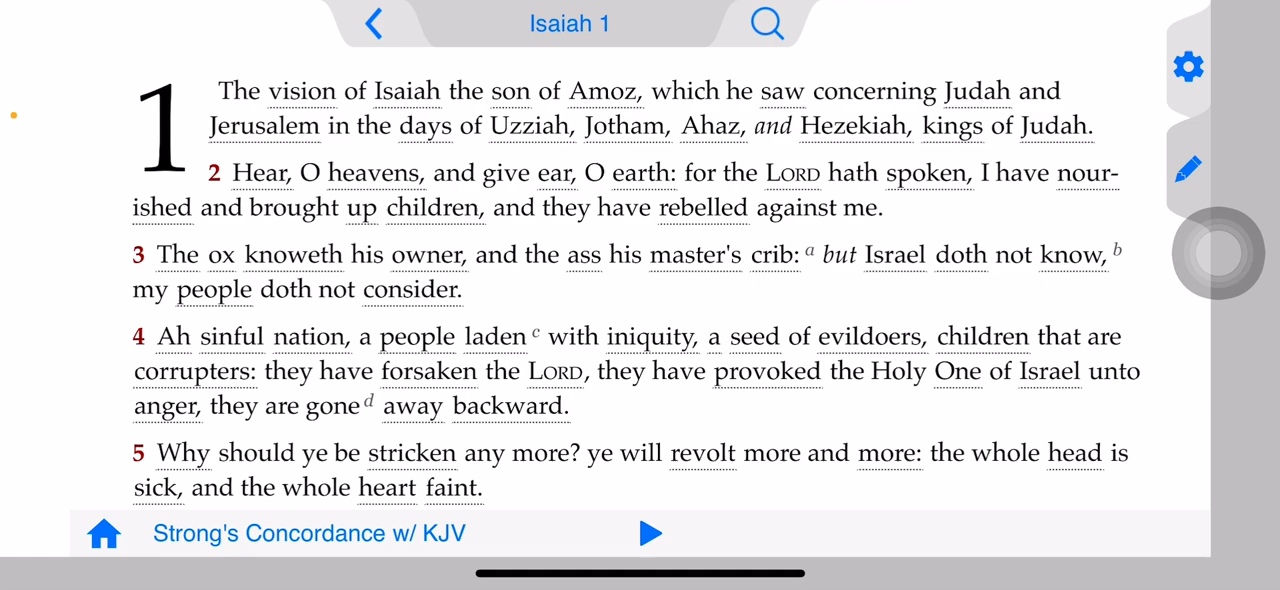 Isaiah 1
1 The vision of Isaiah the son of Amoz, which he saw concerning Judah and
Jerusalem in the days of Uzziah, Jotham, Ahaz, and Hezekiah, kings of Judah.
2 Hear, O heavens, and give ear, O earth: for the LORD hath spoken, I have nour-
ished and brought up children, and they have rebelled against me.
3 The ox knoweth his owner, and the ass his master's crib: a but Israel doth not know, b
my people doth not consider.
4 Ah sinful nation, a people laden c with iniquity, a seed of evildoers, children that are
corrupters: they have forsaken the LORD, they have provoked the Holy One of Israel unto
anger, they are gone d away backward.
5 Why should ye be stricken any more? ye will revolt more and more: the whole head is
sick, and the whole heart faint.
Strong's Concordance w/ KJV